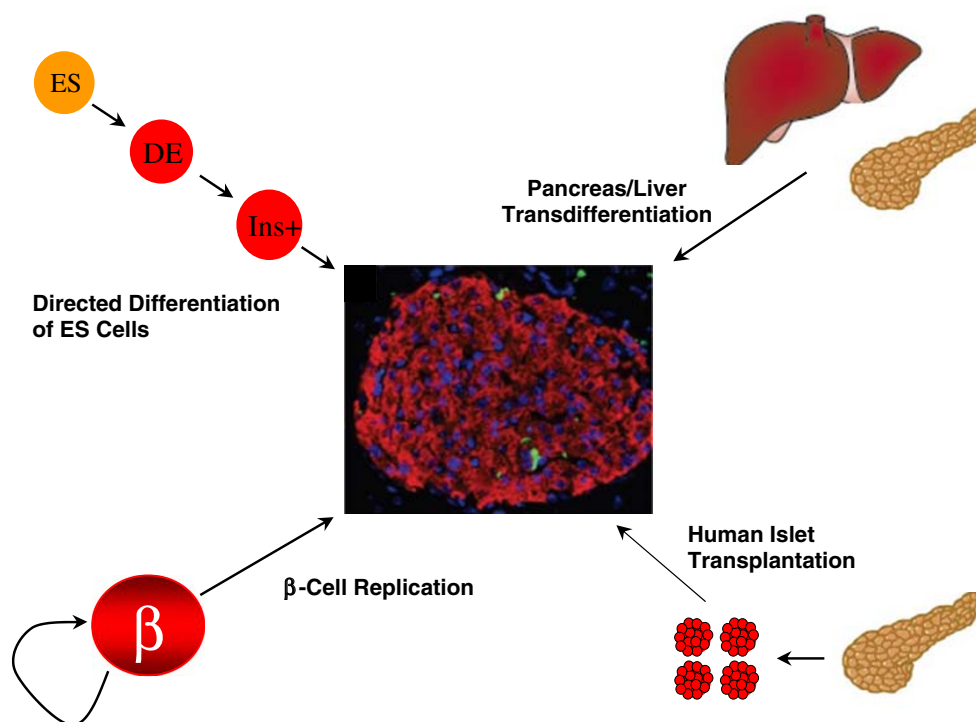 ES
DE
Ins+
Directed Differentiation
of ES Cells
Pancreas/Liver
Transdifferentiation
β-Cell Replication
β
Human Islet
Transplantation